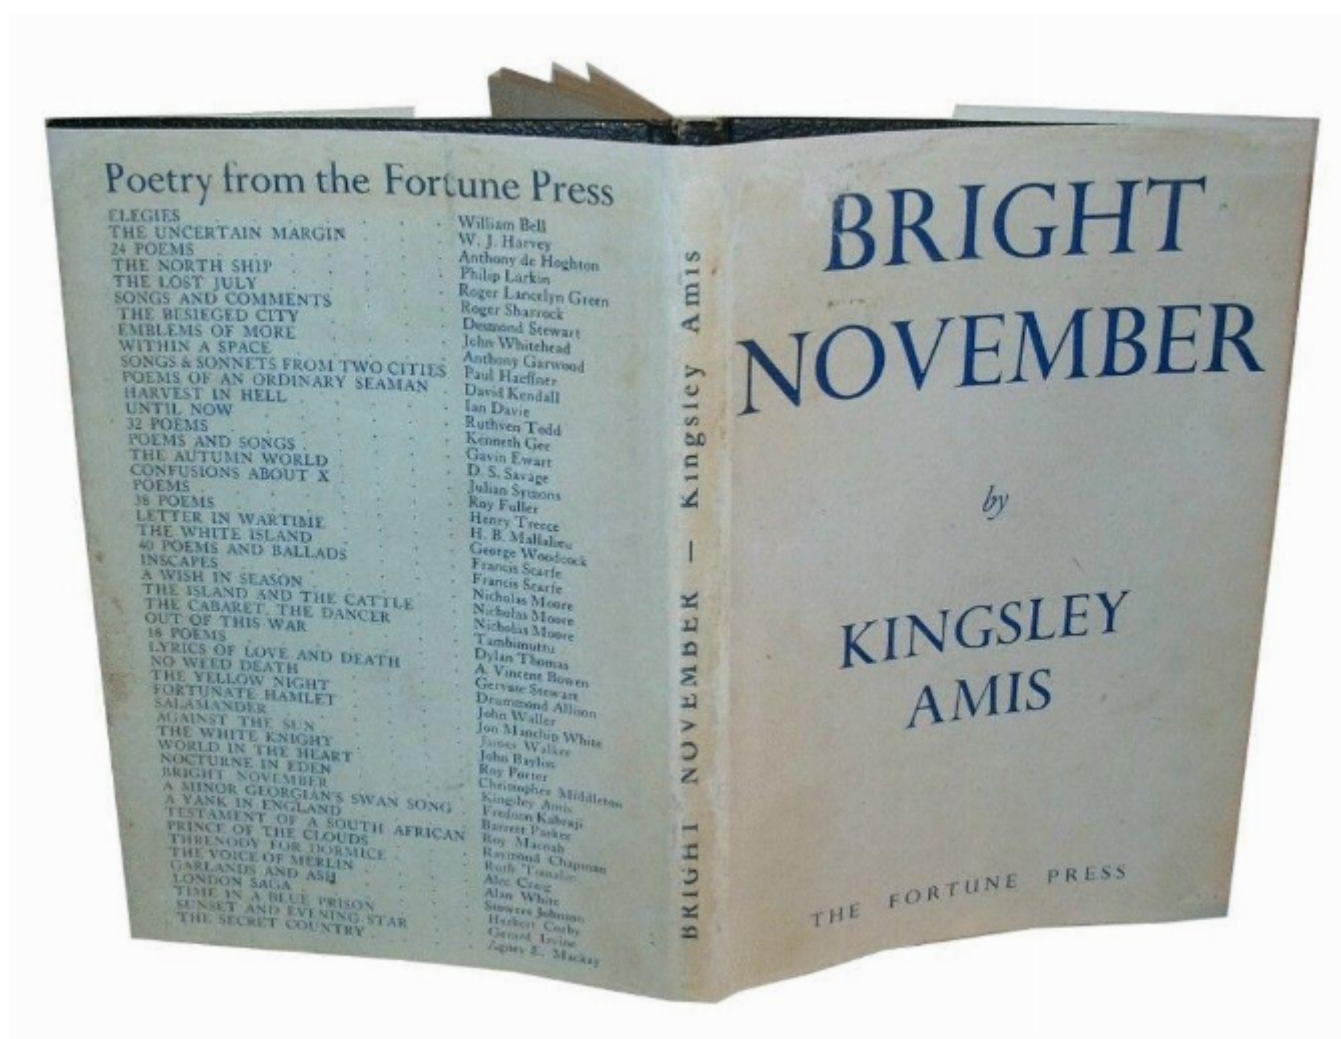 Poetry from the Fortune Press
ELEGIES . . . William Bell
THE UNCERTAIN MARGIN . . . W. J. Harvey
24 POEMS . . . Anthony de Hoghton
THE NORTH SHIP . . . Philip Larkin
THE LOST JULY . . . Roger Lancelyn Green
SONGS AND COMMENTS . . . Roger Sharrock
THE BESIEGED CITY . . . Desmond Stewart
EMBLEMS OF MORE . . . John Whitehead
WITHIN A SPACE . . . Anthony Garwood
SONGS & SONNETS FROM TWO CITIES Paul Haeffner
POEMS OF AN ORDINARY SEAMAN . David Kendall
HARVEST IN HELL . . . Ian Davie
UNTIL NOW . . . Ruthven Todd
32 POEMS . . . Kenneth Gee
POEMS AND SONGS . . . Gavin Ewart
THE AUTUMN WORLD . . . D. S. Savage
CONFUSIONS ABOUT X . . . Julian Symons
POEMS . . . Roy Fuller
38 POEMS . . . Henry Treece
LETTER IN WARTIME . . . H. B. Mallalieu
THE WHITE ISLAND . . . George Woodcock
40 POEMS AND BALLADS . . . Francis Scarfe
INSCAPES . . . Francis Scarfe
A WISH IN SEASON . . . Nicholas Moore
THE ISLAND AND THE CATTLE . . Nicholas Moore
THE CABARET, THE DANCER . . Nicholas Moore
OUT OF THIS WAR . . . Tambimuttu
18 POEMS . . . Dylan Thomas
LYRICS OF LOVE AND DEATH . . A. Vincent Bowen
NO WEED DEATH . . . Gervase Stewart
THE YELLOW NIGHT . . . Drummond Allison
FORTUNATE HAMLET . . . John Waller
SALAMANDER . . . Jon Manchip White
AGAINST THE SUN . . . James Walker
THE WHITE KNIGHT . . . John Bayliss
WORLD IN THE HEART . . . Roy Porter
NOCTURNE IN EDEN . . . Christopher Middleton
BRIGHT NOVEMBER . . . Kingsley Amis
A MINOR GEORGIAN'S SWAN SONG . Fredoon Kabraji
A YANK IN ENGLAND . . . Barrett Parker
TESTAMENT OF A SOUTH AFRICAN Roy Macnab
PRINCE OF THE CLOUDS . . . Raymond Chapman
THRENODY FOR DORMICE . . . Ruth Tomalin
THE VOICE OF MERLIN . . . Alec Craig
GARLANDS AND ASH . . . Alan White
LONDON SAGA . . . Stowers Johnson
TIME IN A BLUE PRISON . . . Herbert Corby
SUNSET AND EVENING STAR . . Gerard Irvine
THE SECRET COUNTRY . . . Agnes E. Mackay
BRIGHT NOVEMBER — Kingsley Amis
BRIGHT
NOVEMBER
by
KINGSLEY
AMIS
THE FORTUNE PRESS